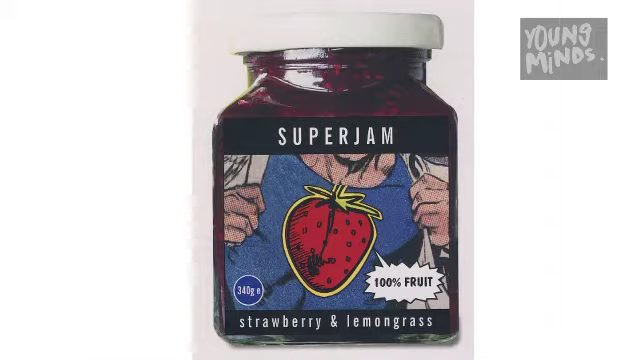 YOUNG
MiNDS.
SUPERJAM
100% FRUIT
340g e
strawberry & lemongrass